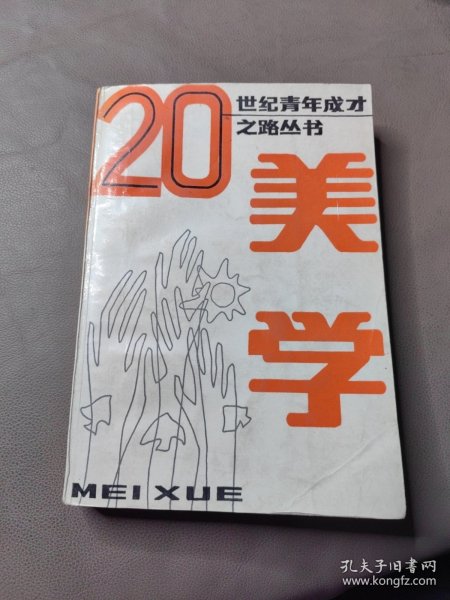 20
世纪青年成才
之路丛书
美
学
MEI XUE
孔夫子旧书网
www.kongfz.com